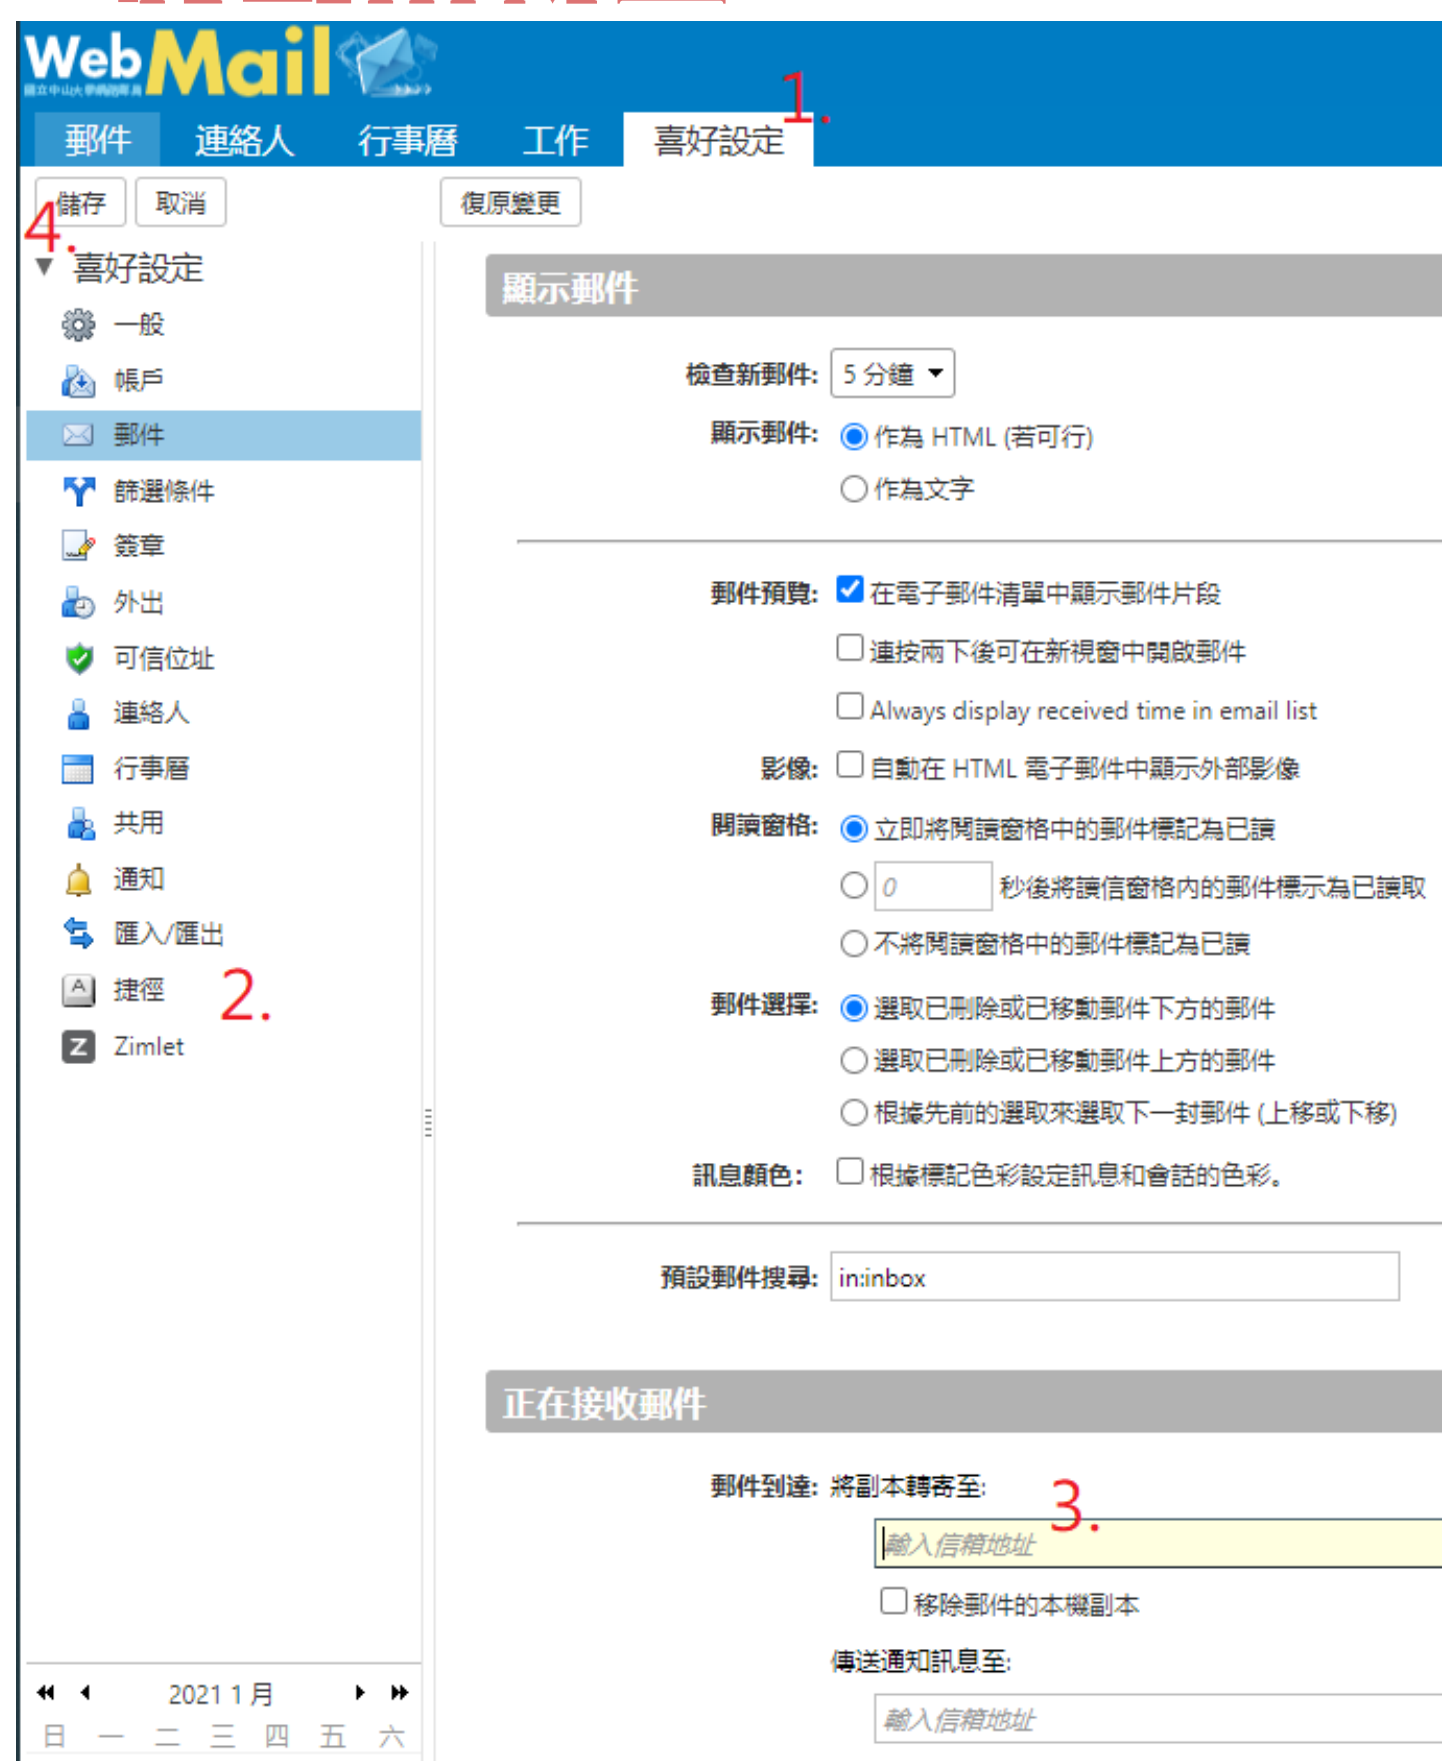 WebMail
1.
郵件 連絡人 行事曆 工作 喜好設定
儲存 取消 復原變更
4.
喜好設定
一般
帳戶
郵件
篩選條件
簽章
外出
可信位址
連絡人
行事曆
共用
通知
匯入/匯出
捷徑
2.
Zimlet
2021 1 月
日 一 二 三 四 五 六
顯示郵件
檢查新郵件: 5 分鐘
顯示郵件: 作為 HTML (若可行)
作為文字
郵件預覽: 在電子郵件清單中顯示郵件片段
連按兩下後可在新視窗中開啟郵件
Always display received time in email list
影像: 自動在 HTML 電子郵件中顯示外部影像
閱讀窗格: 立即將閱讀窗格中的郵件標記為已讀
0 秒後將讀信窗格內的郵件標示為已讀取
不將閱讀窗格中的郵件標記為已讀
郵件選擇: 選取已刪除或已移動郵件下方的郵件
選取已刪除或已移動郵件上方的郵件
根據先前的選取來選取下一封郵件 (上移或下移)
訊息顏色: 根據標記色彩設定訊息和會話的色彩。
預設郵件搜尋: in:inbox
正在接收郵件
郵件到達: 將副本轉寄至:
3.
輸入信箱地址
移除郵件的本機副本
傳送通知訊息至:
輸入信箱地址